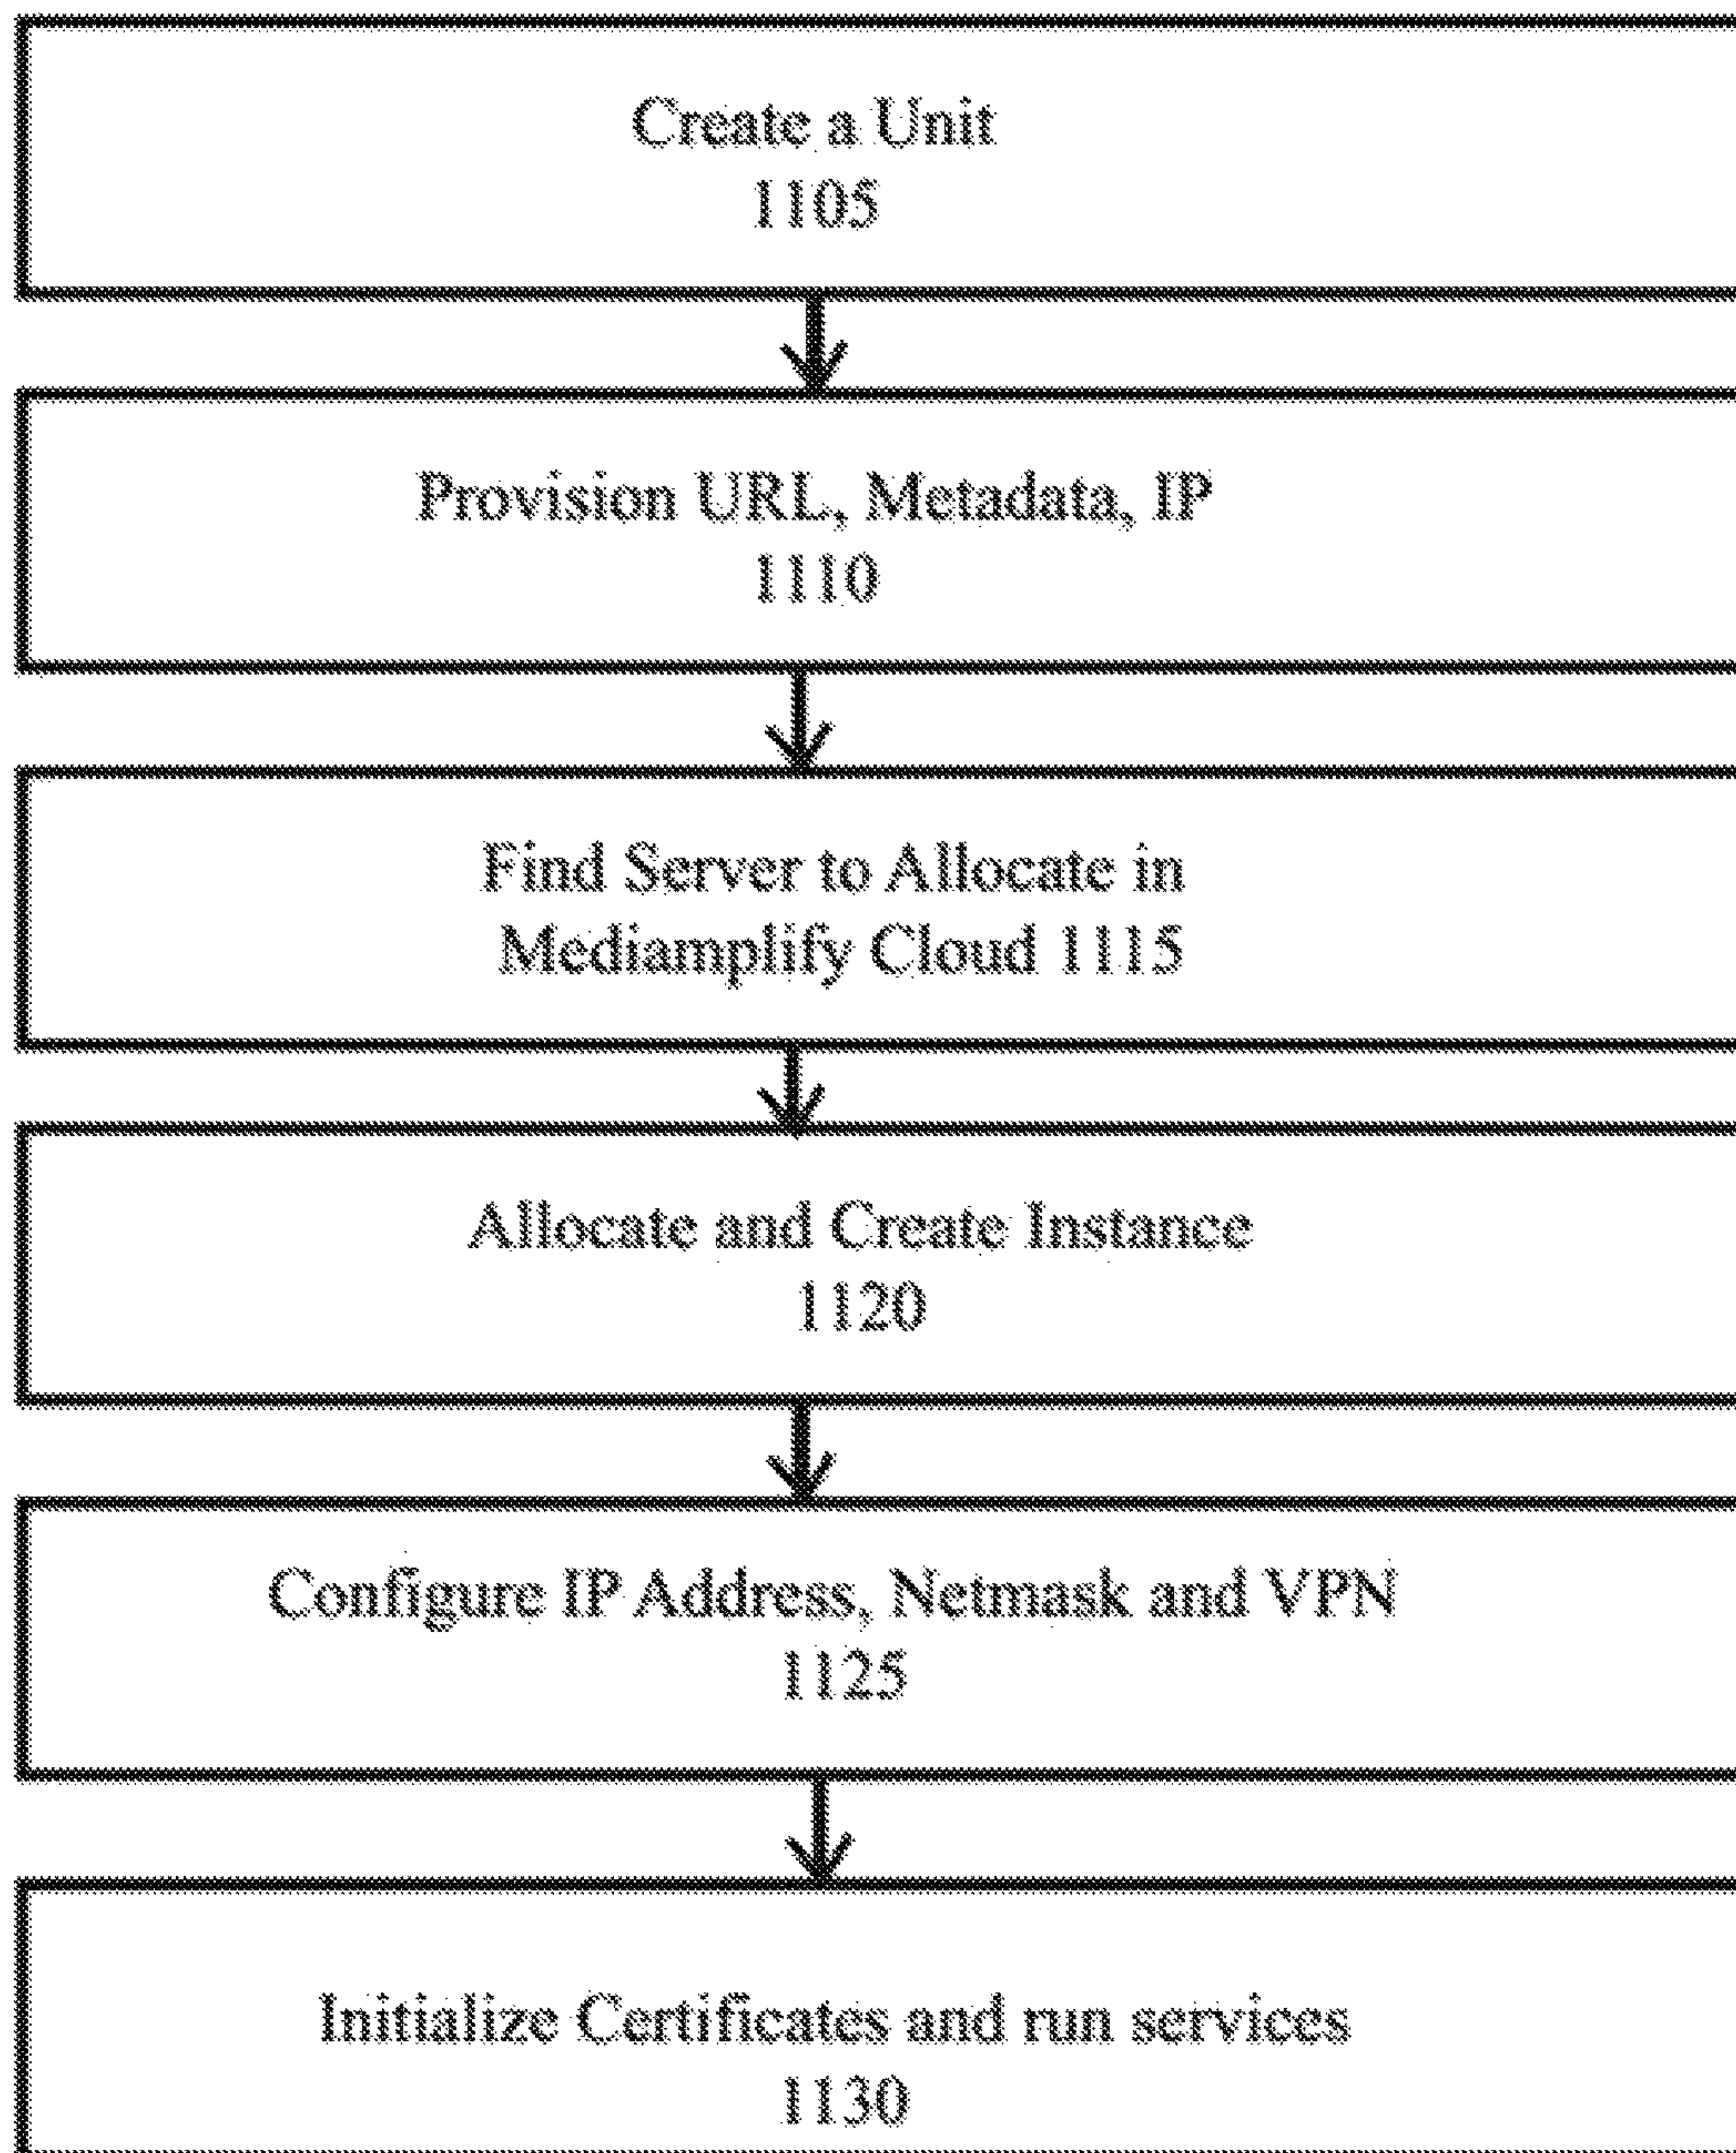 Create a Unit
1105
Provision URL, Metadata, IP
1110
Find Server to Allocate in
Mediamplify Cloud 1115
Allocate and Create Instance
1120
Configure IP Address, Netmask and VPN
1125
Initialize Certificates and run services
1130